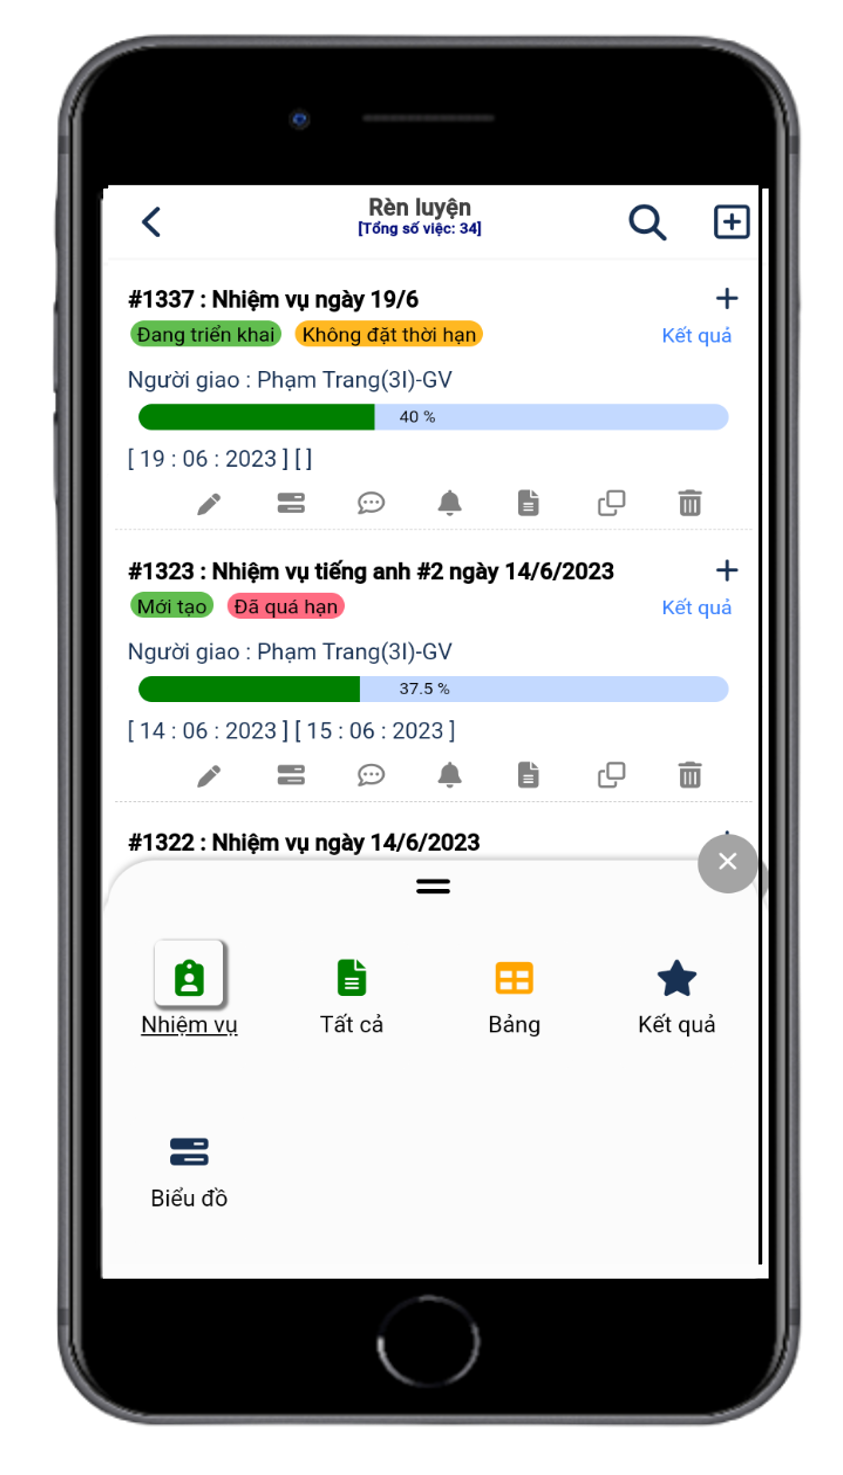 Rèn luyện
[Tổng số việc: 34]
#1337 : Nhiệm vụ ngày 19/6
Đang triển khai Không đặt thời hạn Kết quả
Người giao : Phạm Trang(3I)-GV
40 %
[ 19 : 06 : 2023 ] [ ]
#1323 : Nhiệm vụ tiếng anh #2 ngày 14/6/2023
Mới tạo Đã quá hạn Kết quả
Người giao : Phạm Trang(3I)-GV
37.5 %
[ 14 : 06 : 2023 ] [ 15 : 06 : 2023 ]
#1322 : Nhiệm vụ ngày 14/6/2023
Nhiệm vụ Tất cả Bảng Kết quả
Biểu đồ